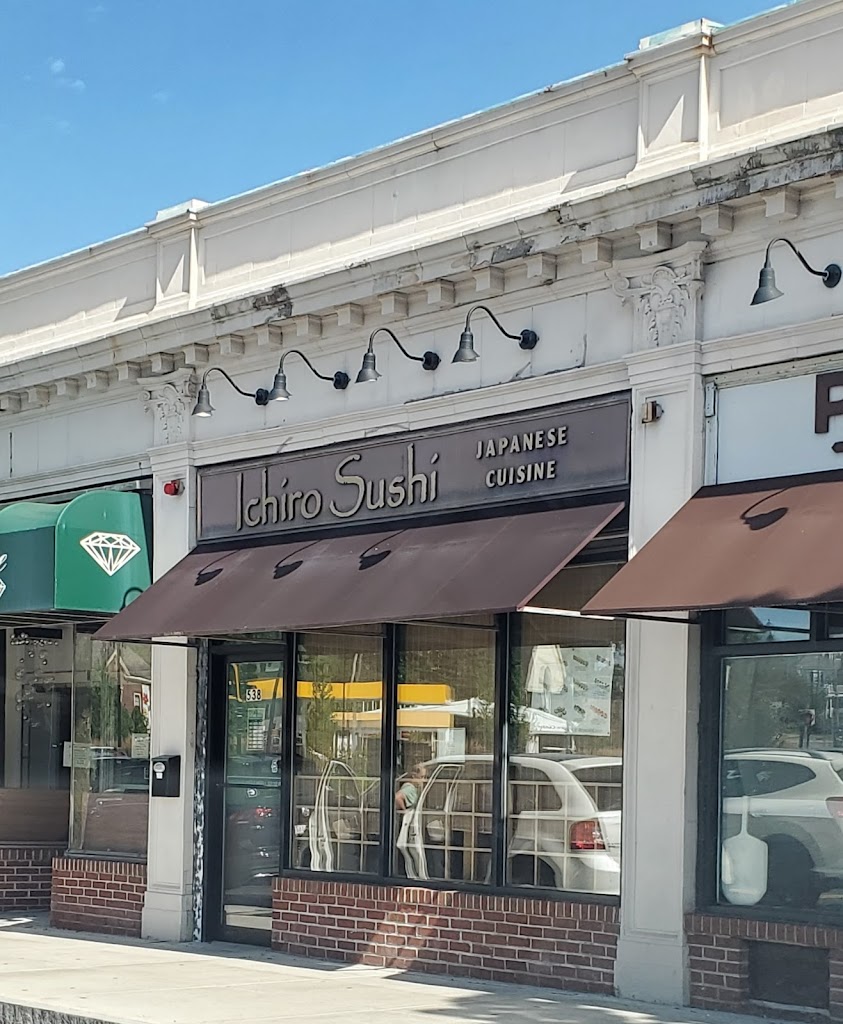 Ichiro Sushi
JAPANESE
CUISINE
538